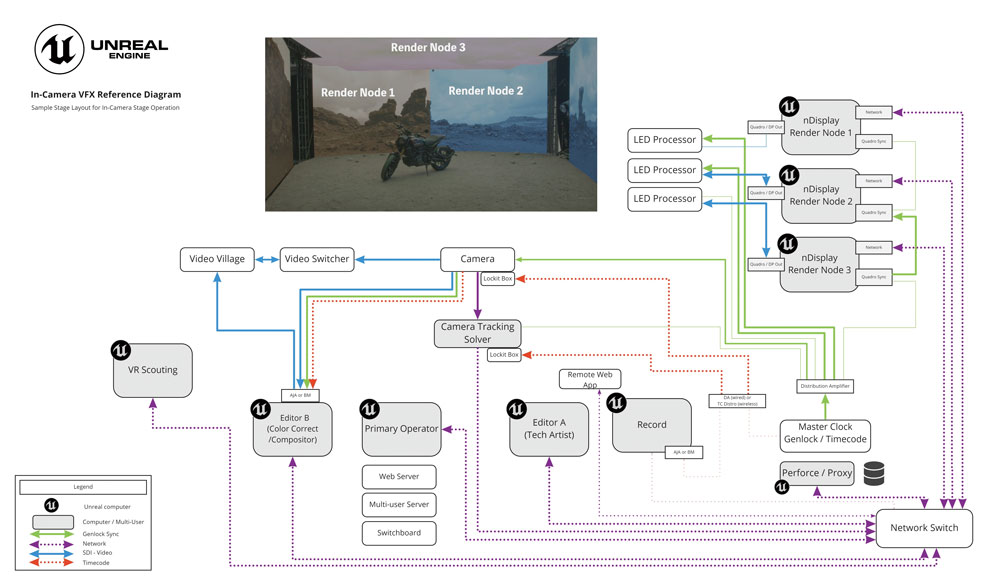 UNREAL
ENGINE
In-Camera VFX Reference Diagram
Sample Stage Layout for In-Camera Stage Operation
Render Node 3
Render Node 1
Render Node 2
LED Processor
LED Processor
LED Processor
Quadro / DP Out
nDisplay
Render Node 1
Network
Quadro Sync
Quadro / DP Out
nDisplay
Render Node 2
Network
Quadro Sync
Quadro / DP Out
nDisplay
Render Node 3
Network
Quadro Sync
Video Village
Video Switcher
Camera
Lockit Box
Camera Tracking
Solver
Lockit Box
VR Scouting
AJA or BM
Editor B
(Color Correct
/Compositor)
Primary Operator
Web Server
Multi-user Server
Switchboard
Editor A
(Tech Artist)
Remote Web
App
Record
AJA or BM
DA (wired) or
TC Distro (wireless)
Distribution Amplifier
Master Clock
Genlock / Timecode
Perforce / Proxy
Network Switch
Legend
Unreal computer
Computer / Multi-User
Genlock Sync
Network
SDI - Video
Timecode